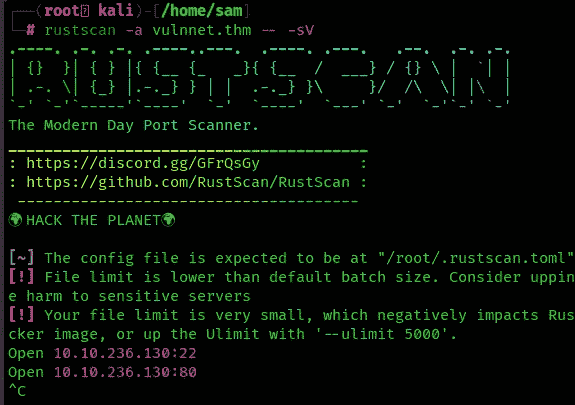 (root kali)-[/home/sam]
# rustscan -a vulnnet.thm -- -sV
.----. .-. .-. .----..---.  .----. .---.   .--.  .-. .-.
| {}  }| { } |{ {__ {_   _}{ {__  /  ___} / {} \ |  `| |
| .-. \| {_} |.-._} } | |  .-._} }\     }/  /\  \| |\  |
`-' `-'`-----'`----'  `-'  `----'  `---' `-'  `-'`-' `-'
The Modern Day Port Scanner.
________________________________________
: https://discord.gg/GFrQsGy           :
: https://github.com/RustScan/RustScan :
 --------------------------------------
🌍HACK THE PLANET🌍
[~] The config file is expected to be at "/root/.rustscan.toml"
[!] File limit is lower than default batch size. Consider uppin
e harm to sensitive servers
[!] Your file limit is very small, which negatively impacts Rus
cker image, or up the Ulimit with '--ulimit 5000'.
Open 10.10.236.130:22
Open 10.10.236.130:80
^C